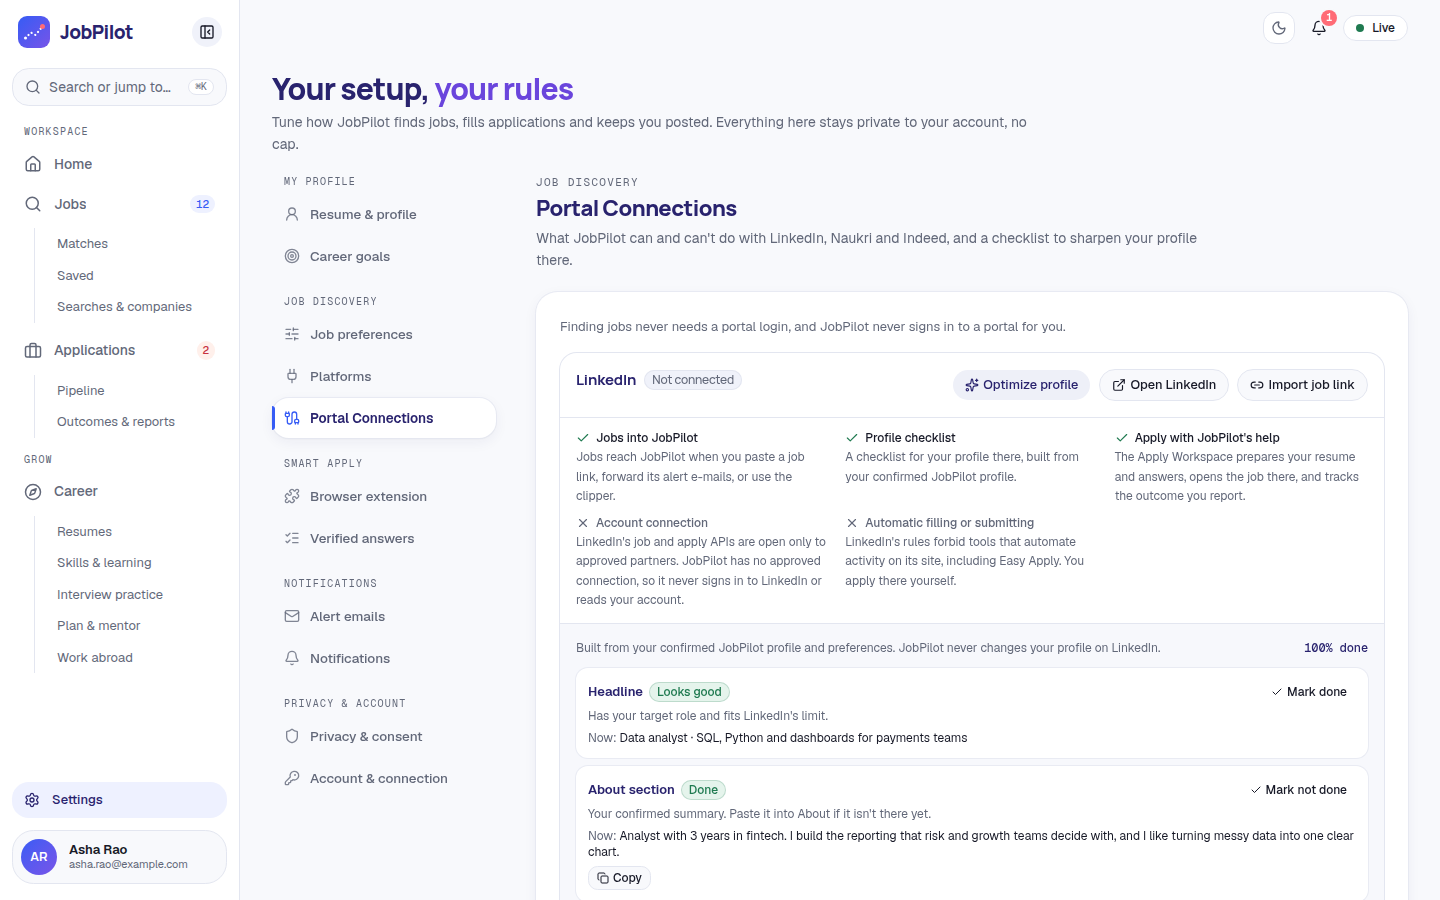 JobPilot
Search or jump to...
⌘K
WORKSPACE
Home
Jobs
12
Matches
Saved
Searches & companies
Applications
2
Pipeline
Outcomes & reports
GROW
Career
Resumes
Skills & learning
Interview practice
Plan & mentor
Work abroad
Settings
AR
Asha Rao
asha.rao@example.com
1
Live
Your setup, your rules
Tune how JobPilot finds jobs, fills applications and keeps you posted. Everything here stays private to your account, no
cap.
MY PROFILE
Resume & profile
Career goals
JOB DISCOVERY
Job preferences
Platforms
Portal Connections
SMART APPLY
Browser extension
Verified answers
NOTIFICATIONS
Alert emails
Notifications
PRIVACY & ACCOUNT
Privacy & consent
Account & connection
JOB DISCOVERY
Portal Connections
What JobPilot can and can't do with LinkedIn, Naukri and Indeed, and a checklist to sharpen your profile
there.
Finding jobs never needs a portal login, and JobPilot never signs in to a portal for you.
LinkedIn
Not connected
Optimize profile
Open LinkedIn
Import job link
Jobs into JobPilot
Jobs reach JobPilot when you paste a job
link, forward its alert e-mails, or use the
clipper.
Profile checklist
A checklist for your profile there, built from
your confirmed JobPilot profile.
Apply with JobPilot's help
The Apply Workspace prepares your resume
and answers, opens the job there, and tracks
the outcome you report.
Account connection
LinkedIn's job and apply APIs are open only to
approved partners. JobPilot has no approved
connection, so it never signs in to LinkedIn or
reads your account.
Automatic filling or submitting
LinkedIn's rules forbid tools that automate
activity on its site, including Easy Apply. You
apply there yourself.
Built from your confirmed JobPilot profile and preferences. JobPilot never changes your profile on LinkedIn.
100% done
Headline
Looks good
Mark done
Has your target role and fits LinkedIn's limit.
Now: Data analyst · SQL, Python and dashboards for payments teams
About section
Done
Mark not done
Your confirmed summary. Paste it into About if it isn't there yet.
Now: Analyst with 3 years in fintech. I build the reporting that risk and growth teams decide with, and I like turning messy data into one clear
chart.
Copy